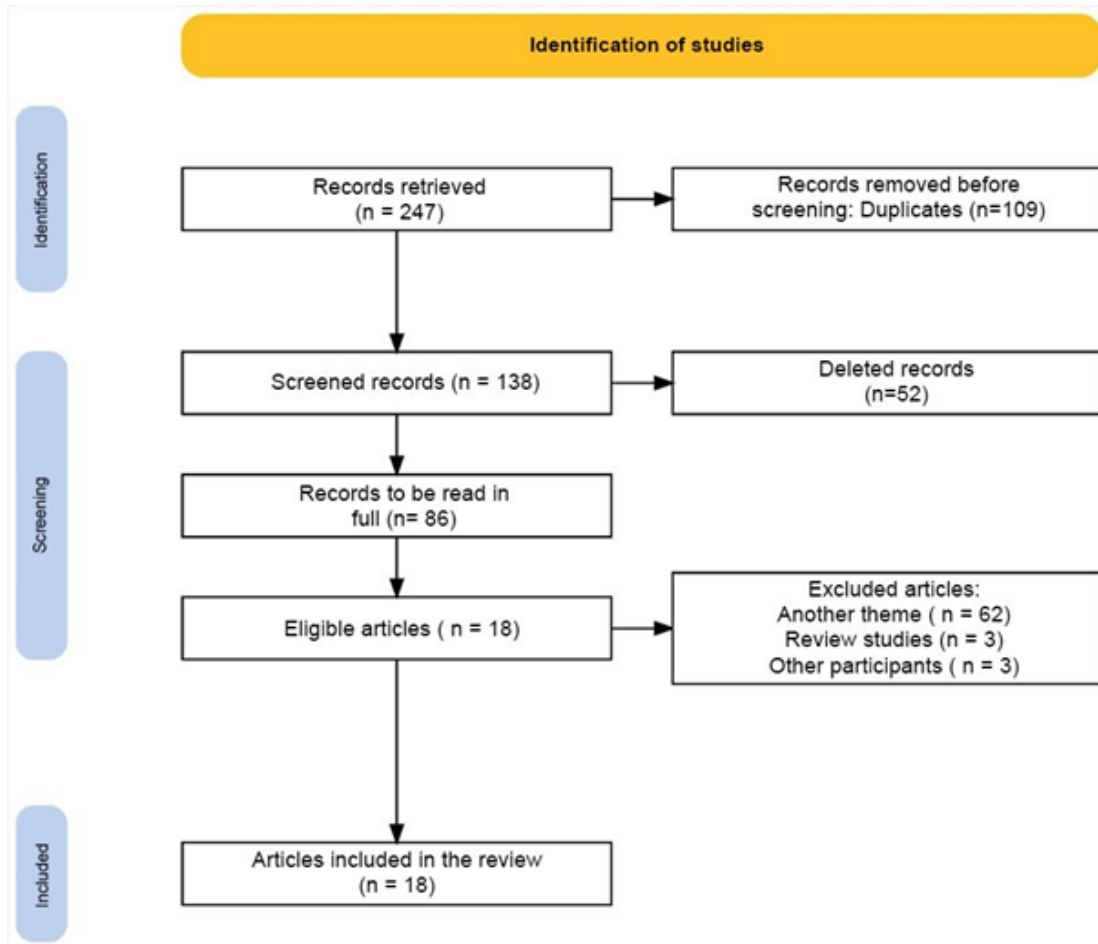 Identification of studies
Identification
Records retrieved
(n = 247)
Records removed before
screening: Duplicates (n=109)
Screening
Screened records (n = 138)
Deleted records
(n=52)
Records to be read in
full (n= 86)
Eligible articles ( n = 18)
Excluded articles:
Another theme ( n = 62)
Review studies (n = 3)
Other participants ( n = 3)
Included
Articles included in the review
(n = 18)